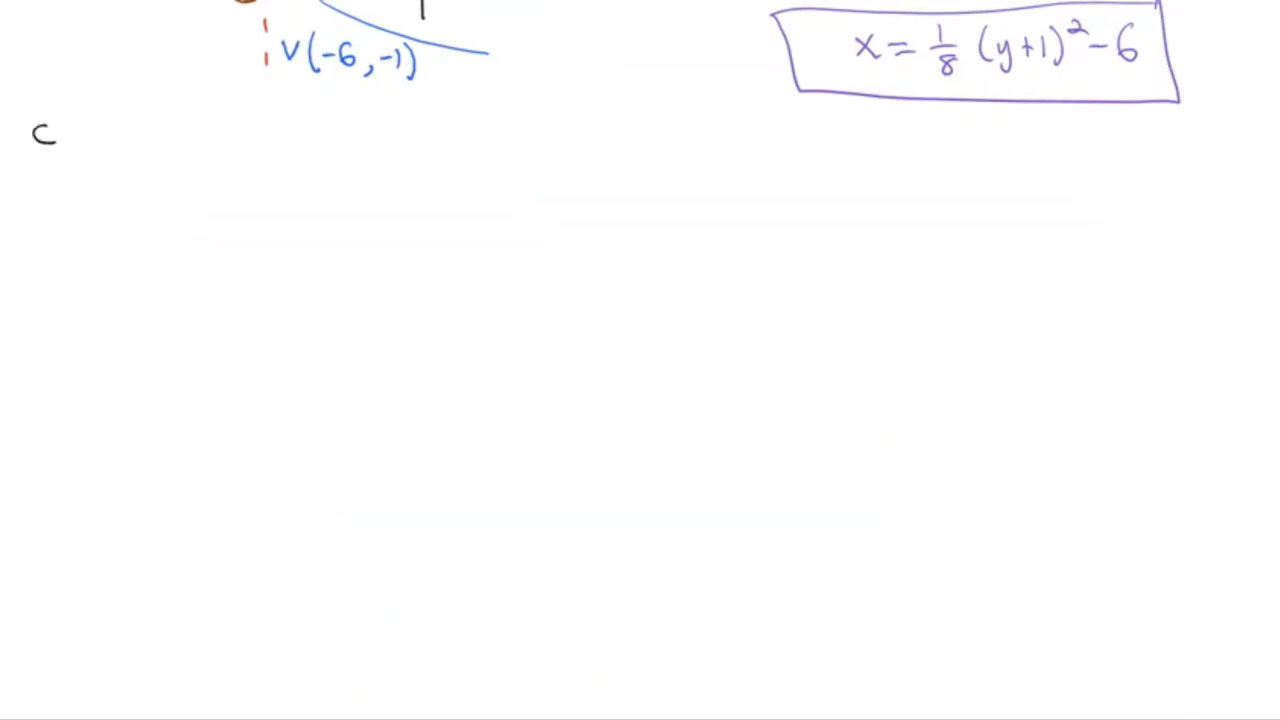 x = 1/8 (y+1)² - 6
V(-6, -1)
c